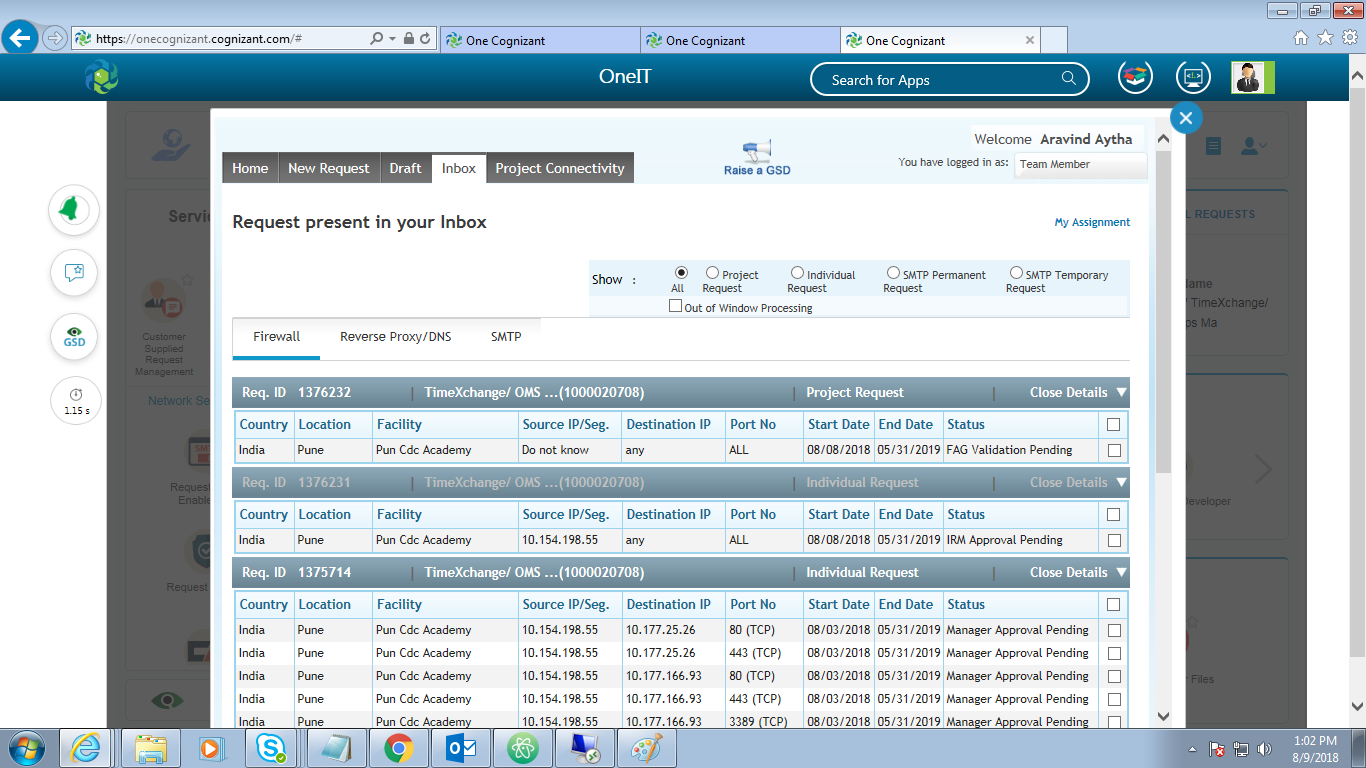 https://onecognizant.cognizant.com/#
One Cognizant
One Cognizant
One Cognizant
OneIT
Search for Apps
Welcome Aravind Aytha
You have logged in as: Team Member
Raise a GSD
Home New Request Draft Inbox Project Connectivity
Request present in your Inbox
My Assignment
Show : All Project Request Individual Request SMTP Permanent Request SMTP Temporary Request
Out of Window Processing
Firewall Reverse Proxy/DNS SMTP
Req. ID 1376232 | TimeXchange/ OMS ...(1000020708) | Project Request | Close Details
Country Location Facility Source IP/Seg. Destination IP Port No Start Date End Date Status
India Pune Pun Cdc Academy Do not know any ALL 08/08/2018 05/31/2019 FAG Validation Pending
Req. ID 1376231 | TimeXchange/ OMS ...(1000020708) | Individual Request | Close Details
Country Location Facility Source IP/Seg. Destination IP Port No Start Date End Date Status
India Pune Pun Cdc Academy 10.154.198.55 any ALL 08/08/2018 05/31/2019 IRM Approval Pending
Req. ID 1375714 | TimeXchange/ OMS ...(1000020708) | Individual Request | Close Details
Country Location Facility Source IP/Seg. Destination IP Port No Start Date End Date Status
India Pune Pun Cdc Academy 10.154.198.55 10.177.25.26 80 (TCP) 08/03/2018 05/31/2019 Manager Approval Pending
India Pune Pun Cdc Academy 10.154.198.55 10.177.25.26 443 (TCP) 08/03/2018 05/31/2019 Manager Approval Pending
India Pune Pun Cdc Academy 10.154.198.55 10.177.166.93 80 (TCP) 08/03/2018 05/31/2019 Manager Approval Pending
India Pune Pun Cdc Academy 10.154.198.55 10.177.166.93 443 (TCP) 08/03/2018 05/31/2019 Manager Approval Pending
India Pune Pun Cdc Academy 10.154.198.55 10.177.166.93 3389 (TCP) 08/03/2018 05/31/2019 Manager Approval Pending
GSD
1.15 s
Servi
Customer
Supplied
Request
Management
Network Se
Request
Enable
Request
L REQUESTS
ame
/ TimeXchange/
ps Ma
Developer
Files
1:02 PM
8/9/2018